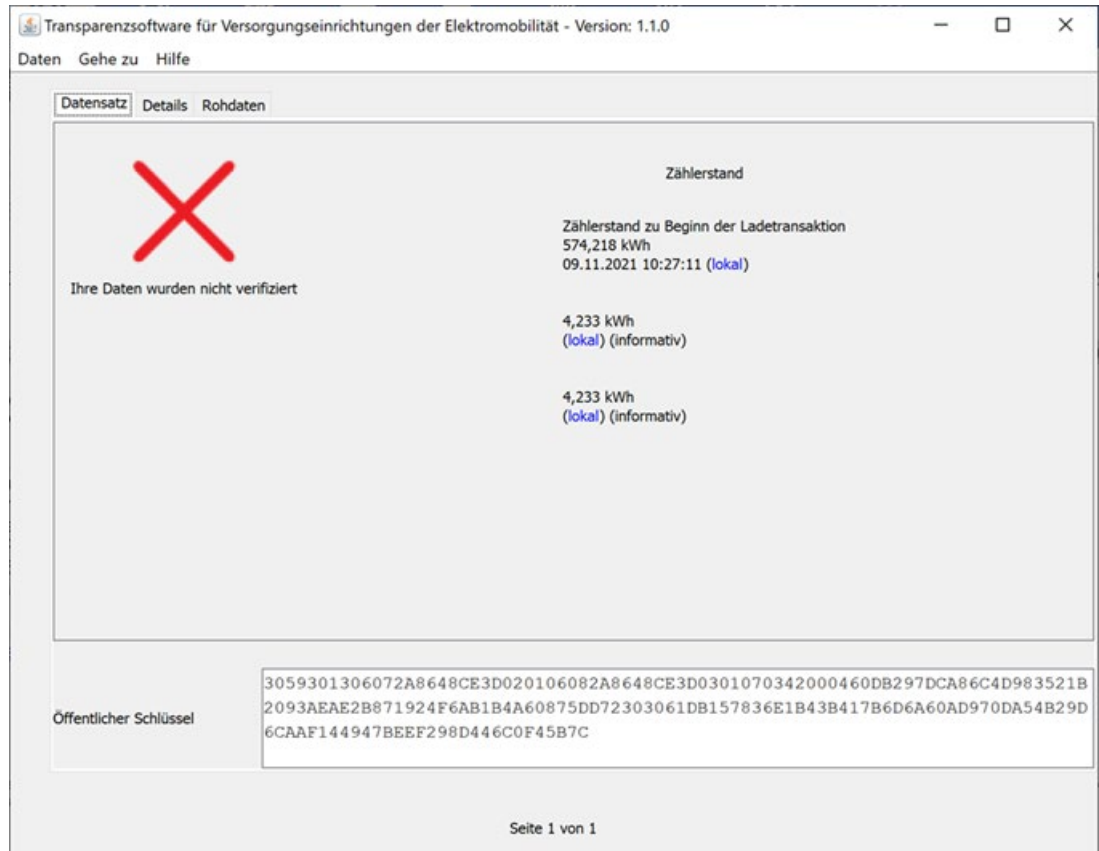 Transparenzsoftware für Versorgungseinrichtungen der Elektromobilität - Version: 1.1.0
Daten Gehe zu Hilfe
Datensatz Details Rohdaten
Zählerstand
Zählerstand zu Beginn der Ladetransaktion
574,218 kWh
09.11.2021 10:27:11 (lokal)
Ihre Daten wurden nicht verifiziert
4,233 kWh
(lokal) (informativ)
4,233 kWh
(lokal) (informativ)
Öffentlicher Schlüssel
3059301306072A8648CE3D020106082A8648CE3D0301070342000460DB297DCA86C4D983521B
2093AEAE2B871924F6AB1B4A60875DD72303061DB157836E1B43B417B6D6A60AD970DA54B29D
6CAAF144947BEEF298D446C0F45B7C
Seite 1 von 1